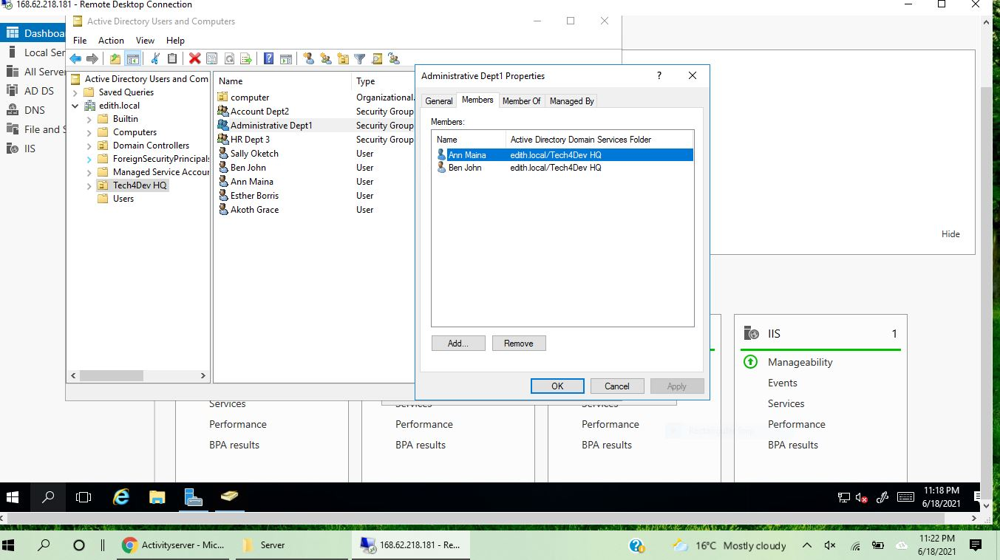 168.62.218.181 - Remote Desktop Connection
Active Directory Users and Computers
File Action View Help
Dashboa
Local Ser
All Server
AD DS
DNS
File and S
IIS
Active Directory Users and Com
Saved Queries
edith.local
Builtin
Computers
Domain Controllers
ForeignSecurityPrincipals
Managed Service Accour
Tech4Dev HQ
Users
Name Type
computer Organizational
Account Dept2 Security Group
Administrative Dept1 Security Group
HR Dept 3 Security Group
Sally Oketch User
Ben John User
Ann Maina User
Esther Borris User
Akoth Grace User
Administrative Dept1 Properties
General Members Member Of Managed By
Members:
Name Active Directory Domain Services Folder
Ann Maina edith.local/Tech4Dev HQ
Ben John edith.local/Tech4Dev HQ
Add... Remove
OK Cancel Apply
Hide
IIS 1
Manageability
Events
Services
Performance
BPA results
Services
Performance
BPA results
Services
Performance
BPA results
Services
Performance
BPA results
11:18 PM
6/18/2021
Activityserver - Mic...
Server
168.62.218.181 - Re...
16°C Mostly cloudy
11:22 PM
6/18/2021